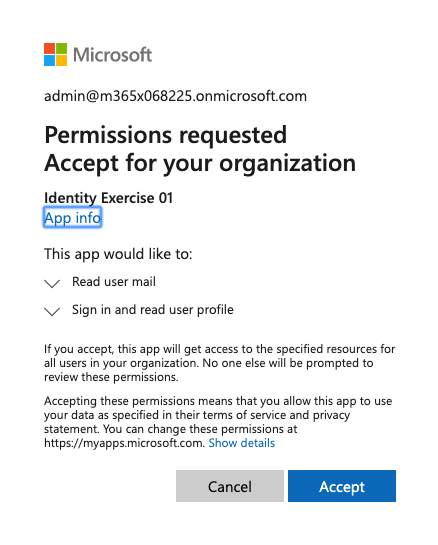 Microsoft
admin@m365x068225.onmicrosoft.com
Permissions requested
Accept for your organization
Identity Exercise 01
App info
This app would like to:
Read user mail
Sign in and read user profile
If you accept, this app will get access to the specified resources for
all users in your organization. No one else will be prompted to
review these permissions.
Accepting these permissions means that you allow this app to use
your data as specified in their terms of service and privacy
statement. You can change these permissions at
https://myapps.microsoft.com. Show details
Cancel
Accept